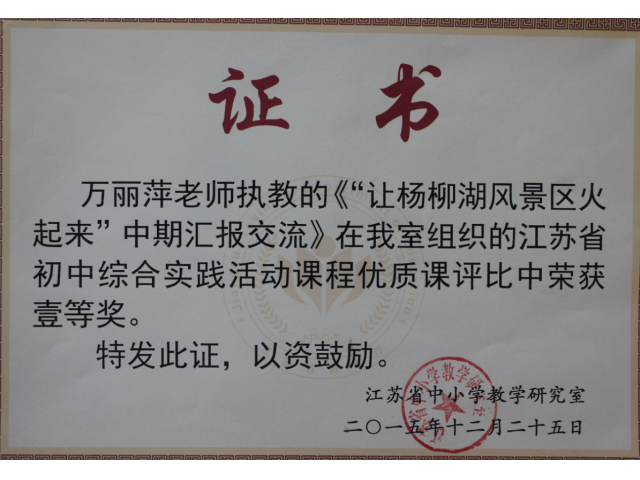 证书
万丽萍老师执教的《“让杨柳湖风景区火
起来”中期汇报交流》在我室组织的江苏省
初中综合实践活动课程优质课评比中荣获
壹等奖。
特发此证，以资鼓励。
江苏省中小学教学研究室
二〇一五年十二月二十五日